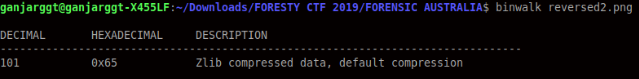 ganjarggt@ganjarggt-X455LF:~/Downloads/FORESTY CTF 2019/FORENSIC AUSTRALIA$ binwalk reversed2.png
DECIMAL HEXADECIMAL DESCRIPTION
--------------------------------------------------------------------------------
101 0x65 Zlib compressed data, default compression